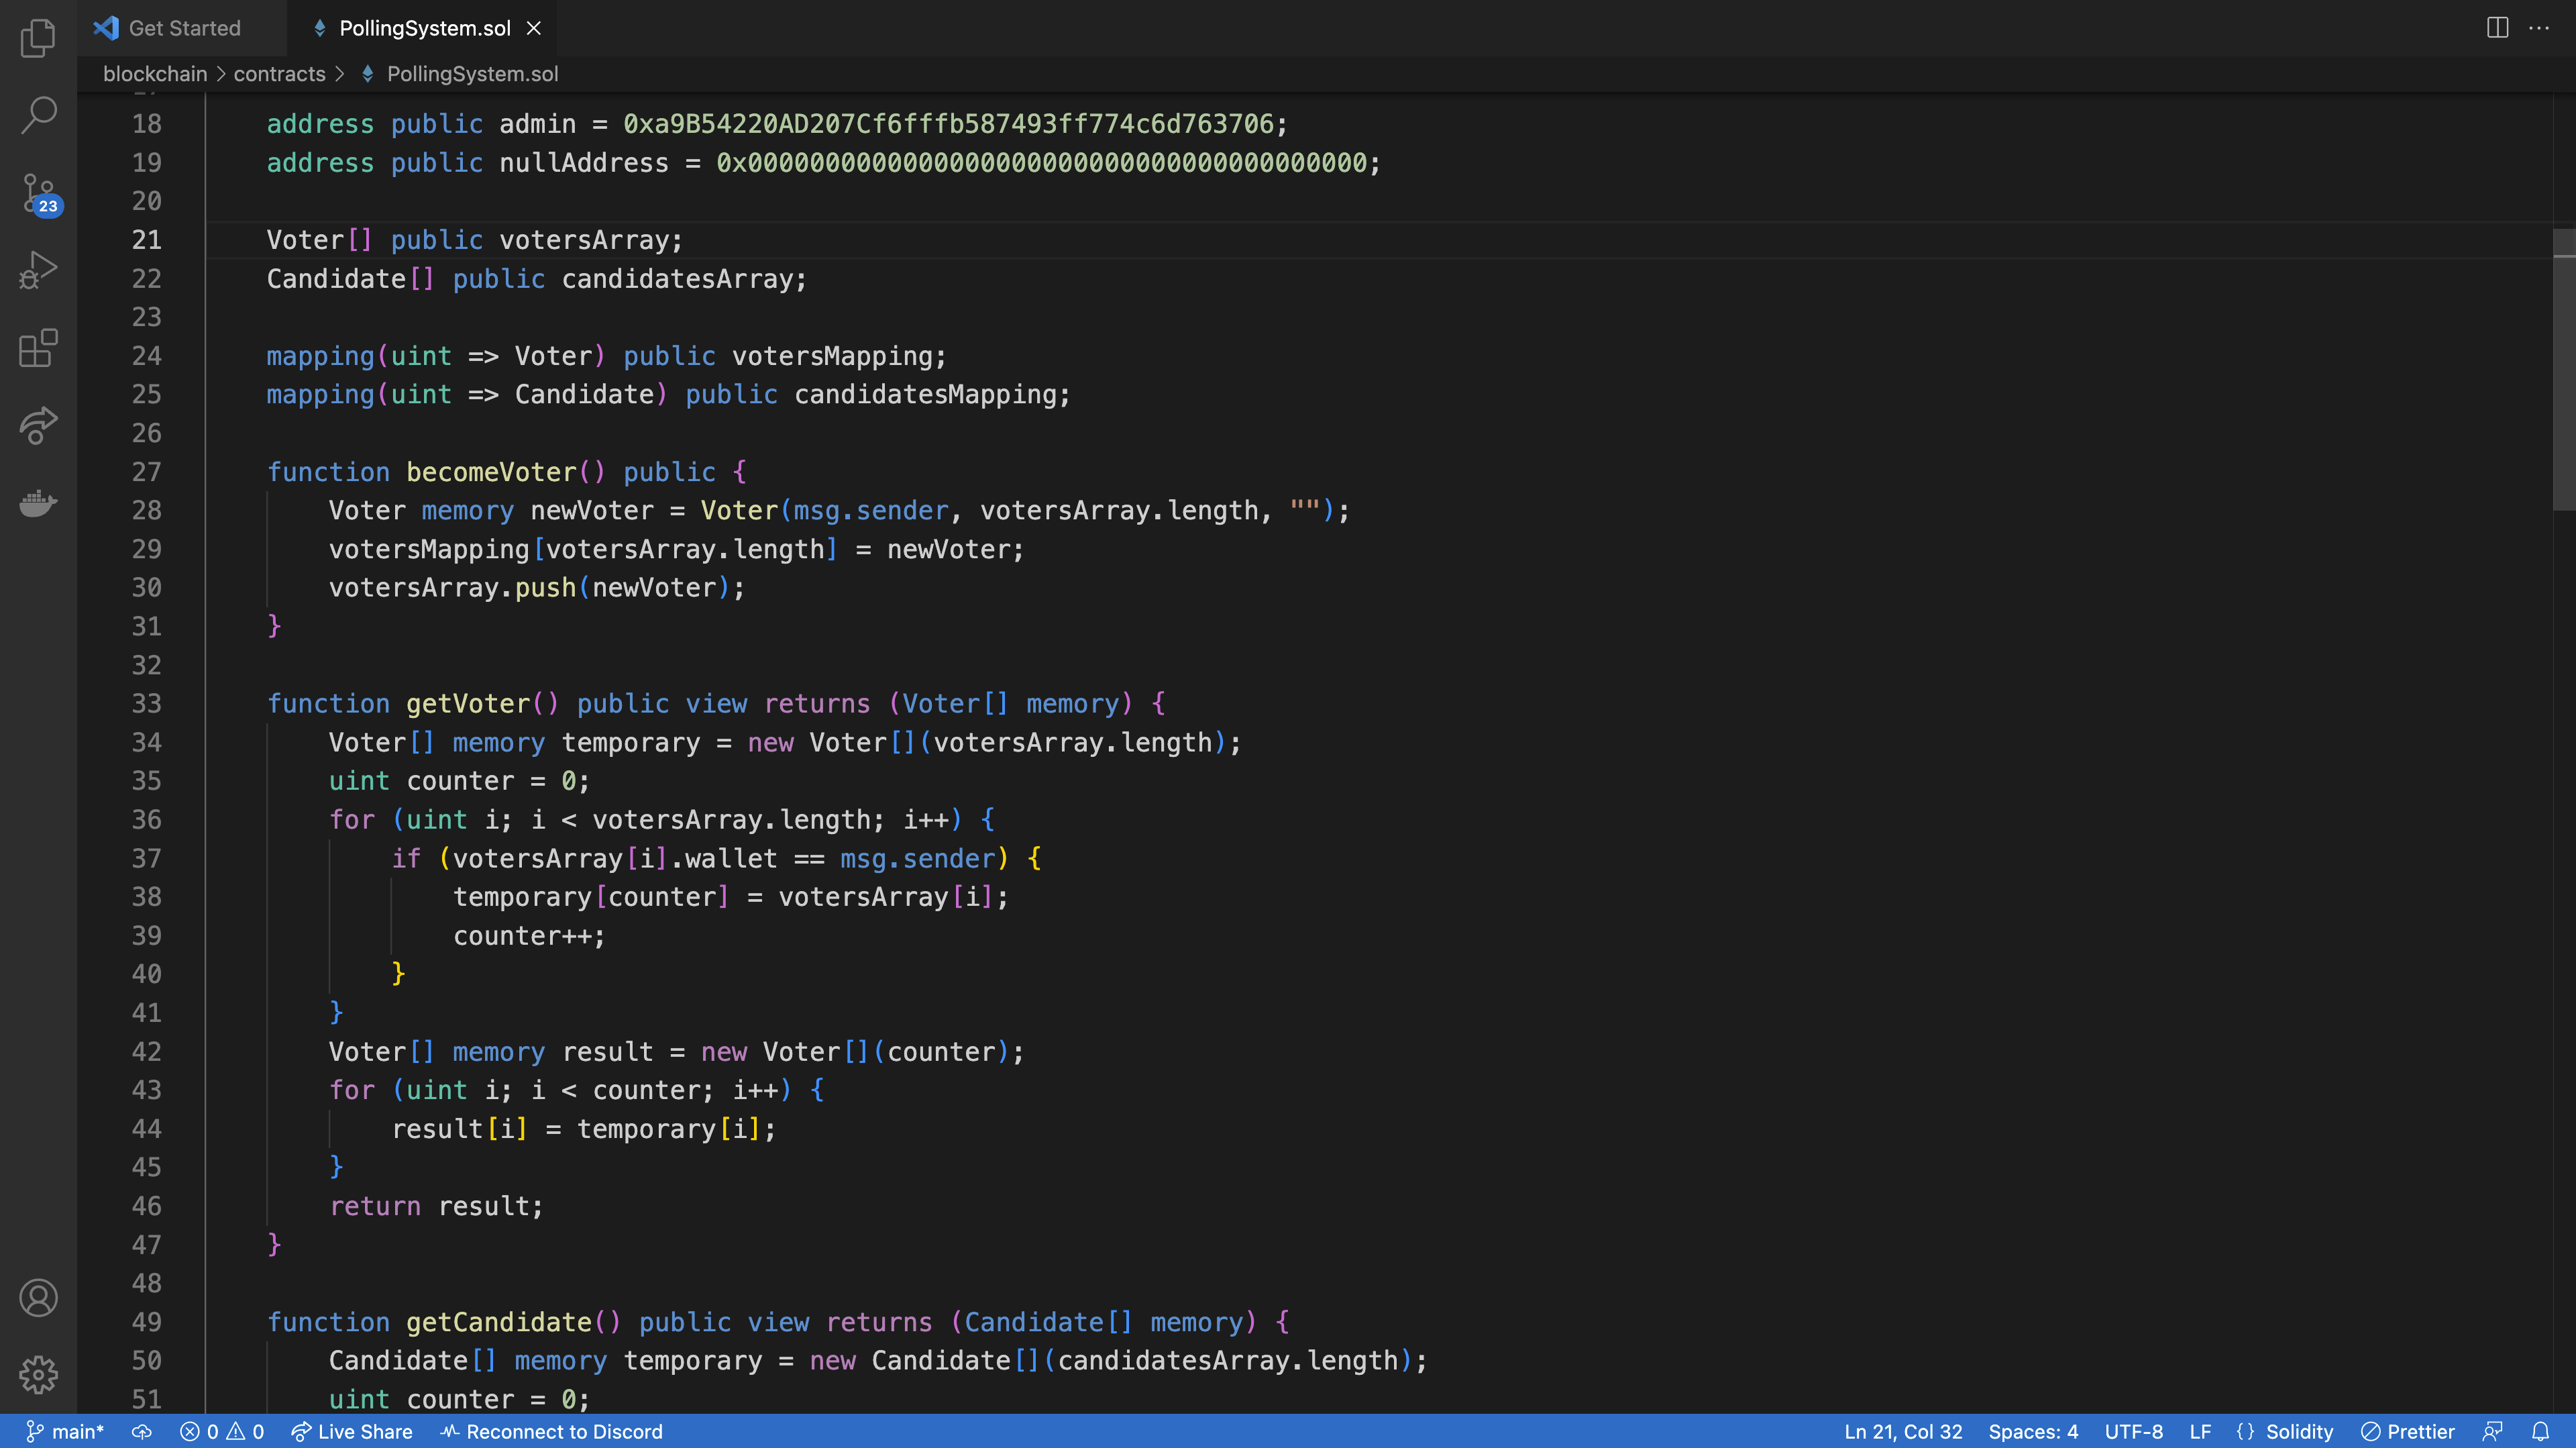 Get Started
PollingSystem.sol
blockchain > contracts > PollingSystem.sol
18 address public admin = 0xa9B54220AD207Cf6fffb587493ff774c6d763706;
19 address public nullAddress = 0x0000000000000000000000000000000000000000;
20
21 Voter[] public votersArray;
22 Candidate[] public candidatesArray;
23
24 mapping(uint => Voter) public votersMapping;
25 mapping(uint => Candidate) public candidatesMapping;
26
27 function becomeVoter() public {
28 Voter memory newVoter = Voter(msg.sender, votersArray.length, "");
29 votersMapping[votersArray.length] = newVoter;
30 votersArray.push(newVoter);
31 }
32
33 function getVoter() public view returns (Voter[] memory) {
34 Voter[] memory temporary = new Voter[](votersArray.length);
35 uint counter = 0;
36 for (uint i; i < votersArray.length; i++) {
37 if (votersArray[i].wallet == msg.sender) {
38 temporary[counter] = votersArray[i];
39 counter++;
40 }
41 }
42 Voter[] memory result = new Voter[](counter);
43 for (uint i; i < counter; i++) {
44 result[i] = temporary[i];
45 }
46 return result;
47 }
48
49 function getCandidate() public view returns (Candidate[] memory) {
50 Candidate[] memory temporary = new Candidate[](candidatesArray.length);
51 uint counter = 0;
23
main* 0 0 Live Share Reconnect to Discord Ln 21, Col 32 Spaces: 4 UTF-8 LF {} Solidity Prettier